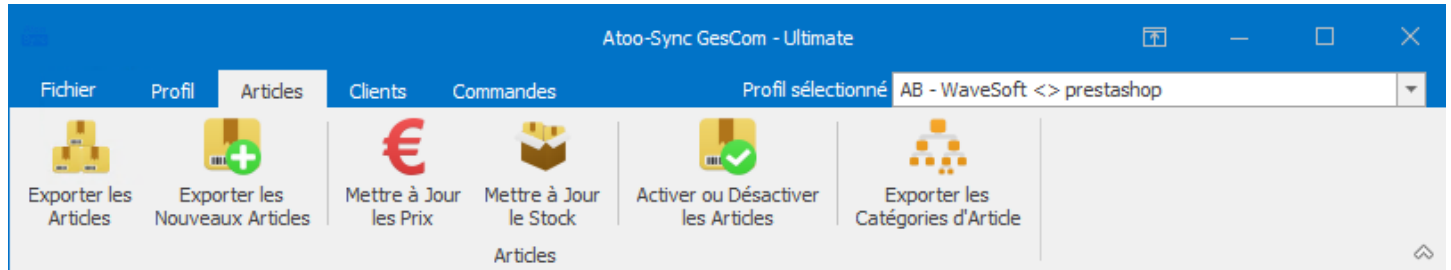 Atoo-Sync GesCom - Ultimate
Fichier Profil Articles Clients Commandes Profil sélectionné AB - WaveSoft <> prestashop
Exporter les Articles
Exporter les Nouveaux Articles
Mettre à Jour les Prix
Mettre à Jour le Stock
Activer ou Désactiver les Articles
Exporter les Catégories d'Article
Articles